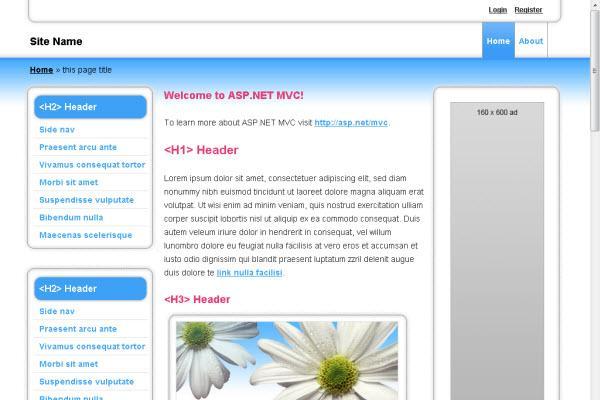 Login Register
Site Name
Home About
Home » this page title
<H2> Header
Side nav
Praesent arcu ante
Vivamus consequat tortor
Morbi sit amet
Suspendisse vulputate
Bibendum nulla
Maecenas scelerisque
<H2> Header
Side nav
Praesent arcu ante
Vivamus consequat tortor
Morbi sit amet
Suspendisse vulputate
Bibendum nulla
Welcome to ASP.NET MVC!
To learn more about ASP.NET MVC visit http://asp.net/mvc.
<H1> Header
Lorem ipsum dolor sit amet, consectetuer adipiscing elit, sed diam
nonummy nibh euismod tincidunt ut laoreet dolore magna aliquam erat
volutpat. Ut wisi enim ad minim veniam, quis nostrud exercitation ulliam
corper suscipit lobortis nisl ut aliquip ex ea commodo consequat. Duis
autem veleum iriure dolor in hendrerit in consequat, vel willum
lunombro dolore eu feugiat nulla facilisis at vero eros et accumsan et
iusto odio dignissim qui blandit praesent luptatum zzril delenit augue
duis dolore te link nulla facilisi.
<H3> Header
160 x 600 ad